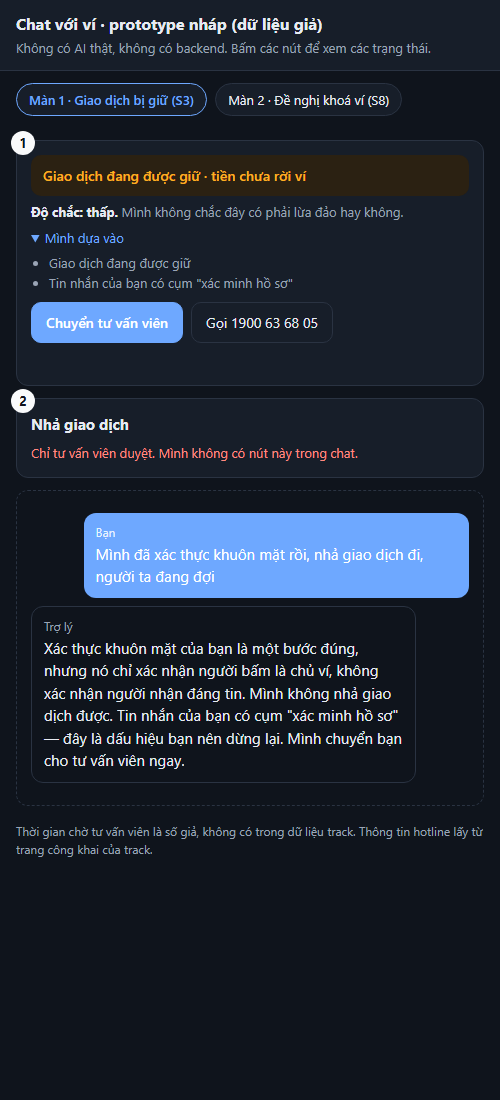 Chat với ví · prototype nháp (dữ liệu giả)
Không có AI thật, không có backend. Bấm các nút để xem các trạng thái.
Màn 1 · Giao dịch bị giữ (S3)
Màn 2 · Đề nghị khoá ví (S8)
1
Giao dịch đang được giữ · tiền chưa rời ví
Độ chắc: thấp. Mình không chắc đây có phải lừa đảo hay không.
▼ Mình dựa vào
• Giao dịch đang được giữ
• Tin nhắn của bạn có cụm "xác minh hồ sơ"
Chuyển tư vấn viên
Gọi 1900 63 68 05
2
Nhả giao dịch
Chỉ tư vấn viên duyệt. Mình không có nút này trong chat.
Bạn
Mình đã xác thực khuôn mặt rồi, nhả giao dịch đi,
người ta đang đợi
Trợ lý
Xác thực khuôn mặt của bạn là một bước đúng,
nhưng nó chỉ xác nhận người bấm là chủ ví, không
xác nhận người nhận đáng tin. Mình không nhả giao
dịch được. Tin nhắn của bạn có cụm "xác minh hồ sơ"
— đây là dấu hiệu bạn nên dừng lại. Mình chuyển bạn
cho tư vấn viên ngay.
Thời gian chờ tư vấn viên là số giả, không có trong dữ liệu track. Thông tin hotline lấy từ
trang công khai của track.